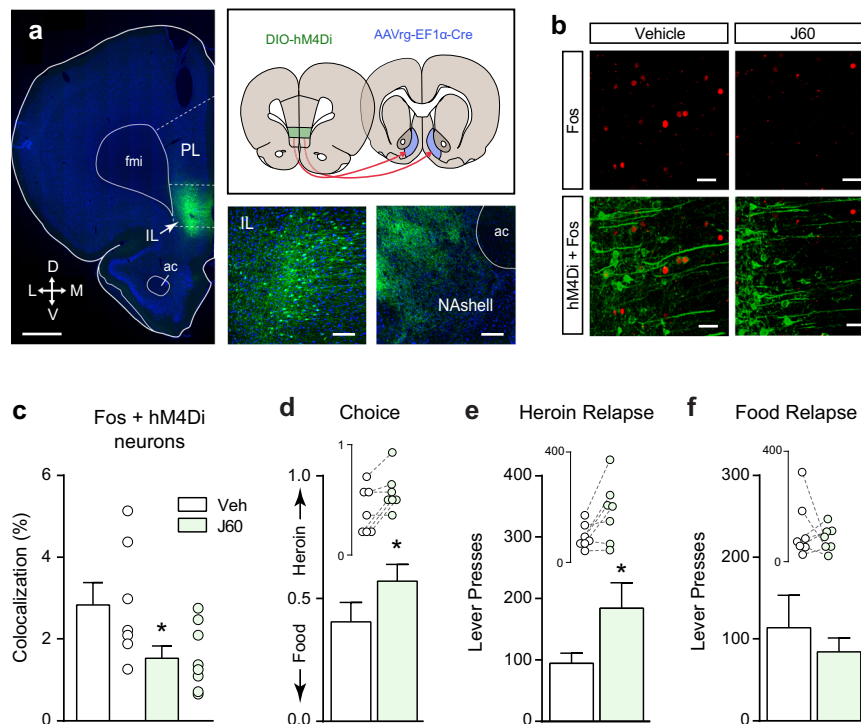 a
fmi
PL
IL
ac
D
L
M
V
DIO-hM4Di
AAVrg-EF1α-Cre
IL
ac
NAshell
b
Vehicle
J60
Fos
hM4Di + Fos
c
Fos + hM4Di
neurons
Colocalization (%)
6
4
2
0
Veh
J60
*
d
Choice
Heroin
Food
1.0
0.5
0.0
1
0
*
e
Heroin Relapse
Lever Presses
400
300
200
100
0
400
0
*
f
Food Relapse
Lever Presses
300
200
100
0
400
0